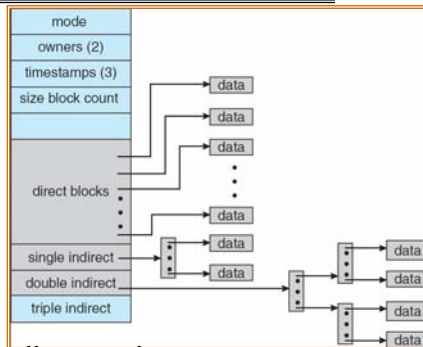 mode
owners (2)
timestamps (3)
size block count
data
data
data
direct blocks
data
data
single indirect
data
data
double indirect
data
triple indirect
data
data